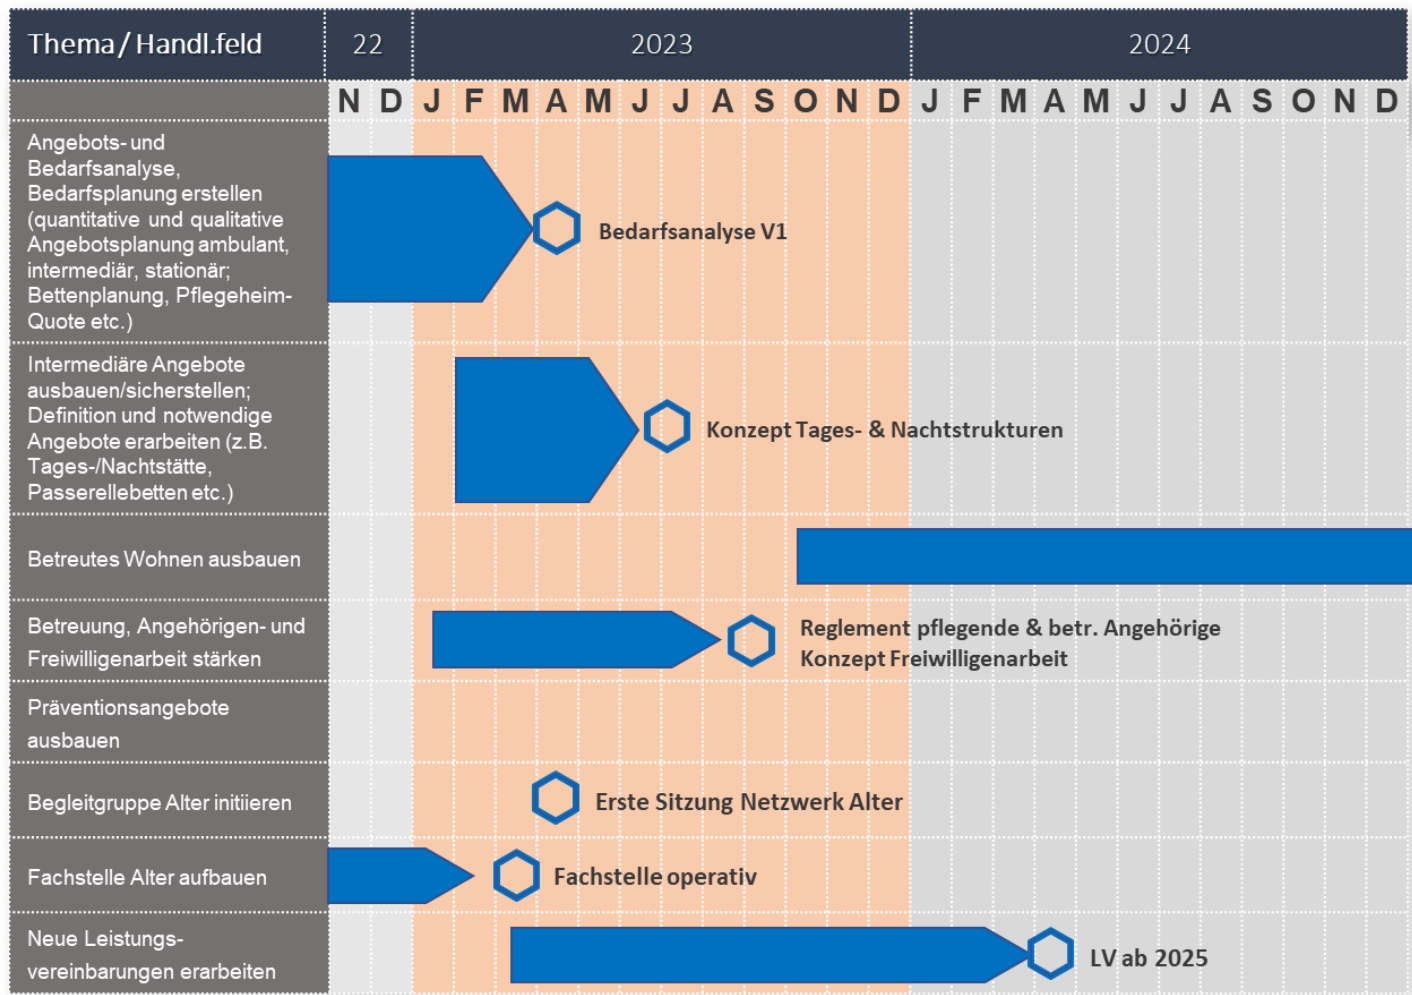 Thema / Handl.feld 22 2023 2024
N D J F M A M J J A S O N D J F M A M J J A S O N D
Angebots- und
Bedarfsanalyse,
Bedarfsplanung erstellen
(quantitative und qualitative
Angebotsplanung ambulant,
intermediär, stationär;
Bettenplanung, Pflegeheim-
Quote etc.)
Bedarfsanalyse V1
Intermediäre Angebote
ausbauen/sicherstellen;
Definition und notwendige
Angebote erarbeiten (z.B.
Tages-/Nachtstätte,
Passerellebetten etc.)
Konzept Tages- & Nachtstrukturen
Betreutes Wohnen ausbauen
Betreuung, Angehörigen- und
Freiwilligenarbeit stärken
Reglement pflegende & betr. Angehörige
Konzept Freiwilligenarbeit
Präventionsangebote
ausbauen
Begleitgruppe Alter initiieren
Erste Sitzung Netzwerk Alter
Fachstelle Alter aufbauen
Fachstelle operativ
Neue Leistungs-
vereinbarungen erarbeiten
LV ab 2025